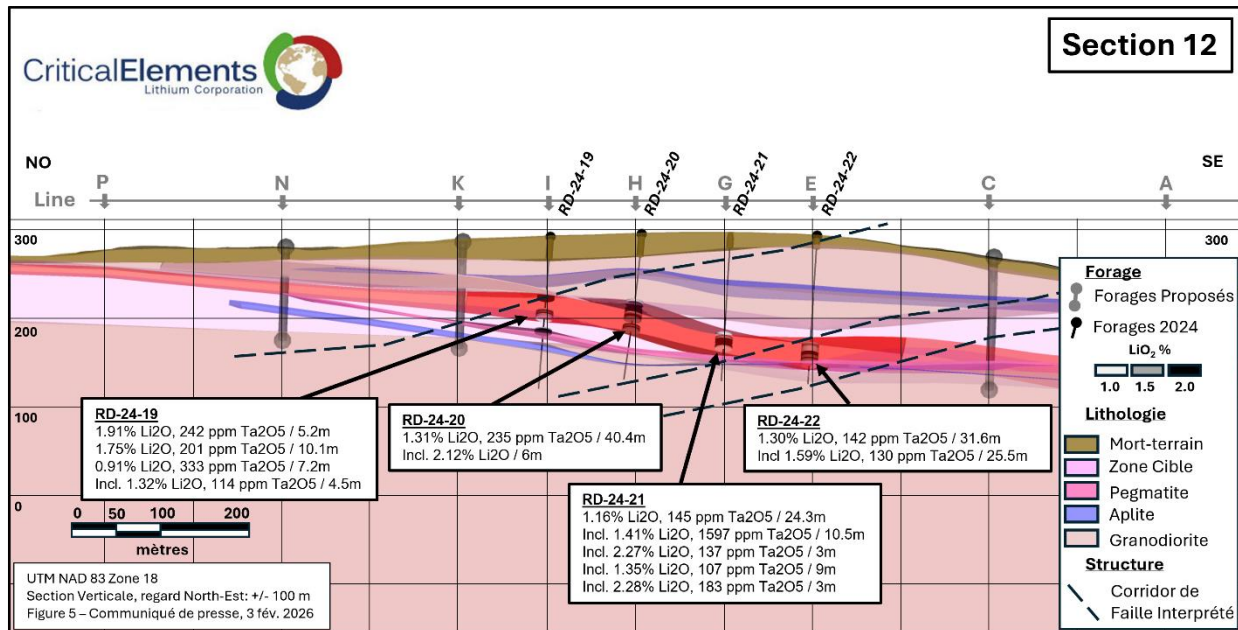 Section 12
CriticalElements
Lithium Corporation
NO
SE
Line
P
N
K
I
H
G
E
C
A
RD-24-19
RD-24-20
RD-24-21
RD-24-22
300
300
200
100
0
RD-24-19
1.91% Li2O, 242 ppm Ta2O5 / 5.2m
1.75% Li2O, 201 ppm Ta2O5 / 10.1m
0.91% Li2O, 333 ppm Ta2O5 / 7.2m
Incl. 1.32% Li2O, 114 ppm Ta2O5 / 4.5m
RD-24-20
1.31% Li2O, 235 ppm Ta2O5 / 40.4m
Incl. 2.12% Li2O / 6m
RD-24-21
1.16% Li2O, 145 ppm Ta2O5 / 24.3m
Incl. 1.41% Li2O, 1597 ppm Ta2O5 / 10.5m
Incl. 2.27% Li2O, 137 ppm Ta2O5 / 3m
Incl. 1.35% Li2O, 107 ppm Ta2O5 / 9m
Incl. 2.28% Li2O, 183 ppm Ta2O5 / 3m
RD-24-22
1.30% Li2O, 142 ppm Ta2O5 / 31.6m
Incl 1.59% Li2O, 130 ppm Ta2O5 / 25.5m
0 50 100 200
mètres
UTM NAD 83 Zone 18
Section Verticale, regard North-Est: +/- 100 m
Figure 5 – Communiqué de presse, 3 fév. 2026
Forage
Forages Proposés
Forages 2024
LiO₂ %
1.0 1.5 2.0
Lithologie
Mort-terrain
Zone Cible
Pegmatite
Aplite
Granodiorite
Structure
Corridor de
Faille Interprété